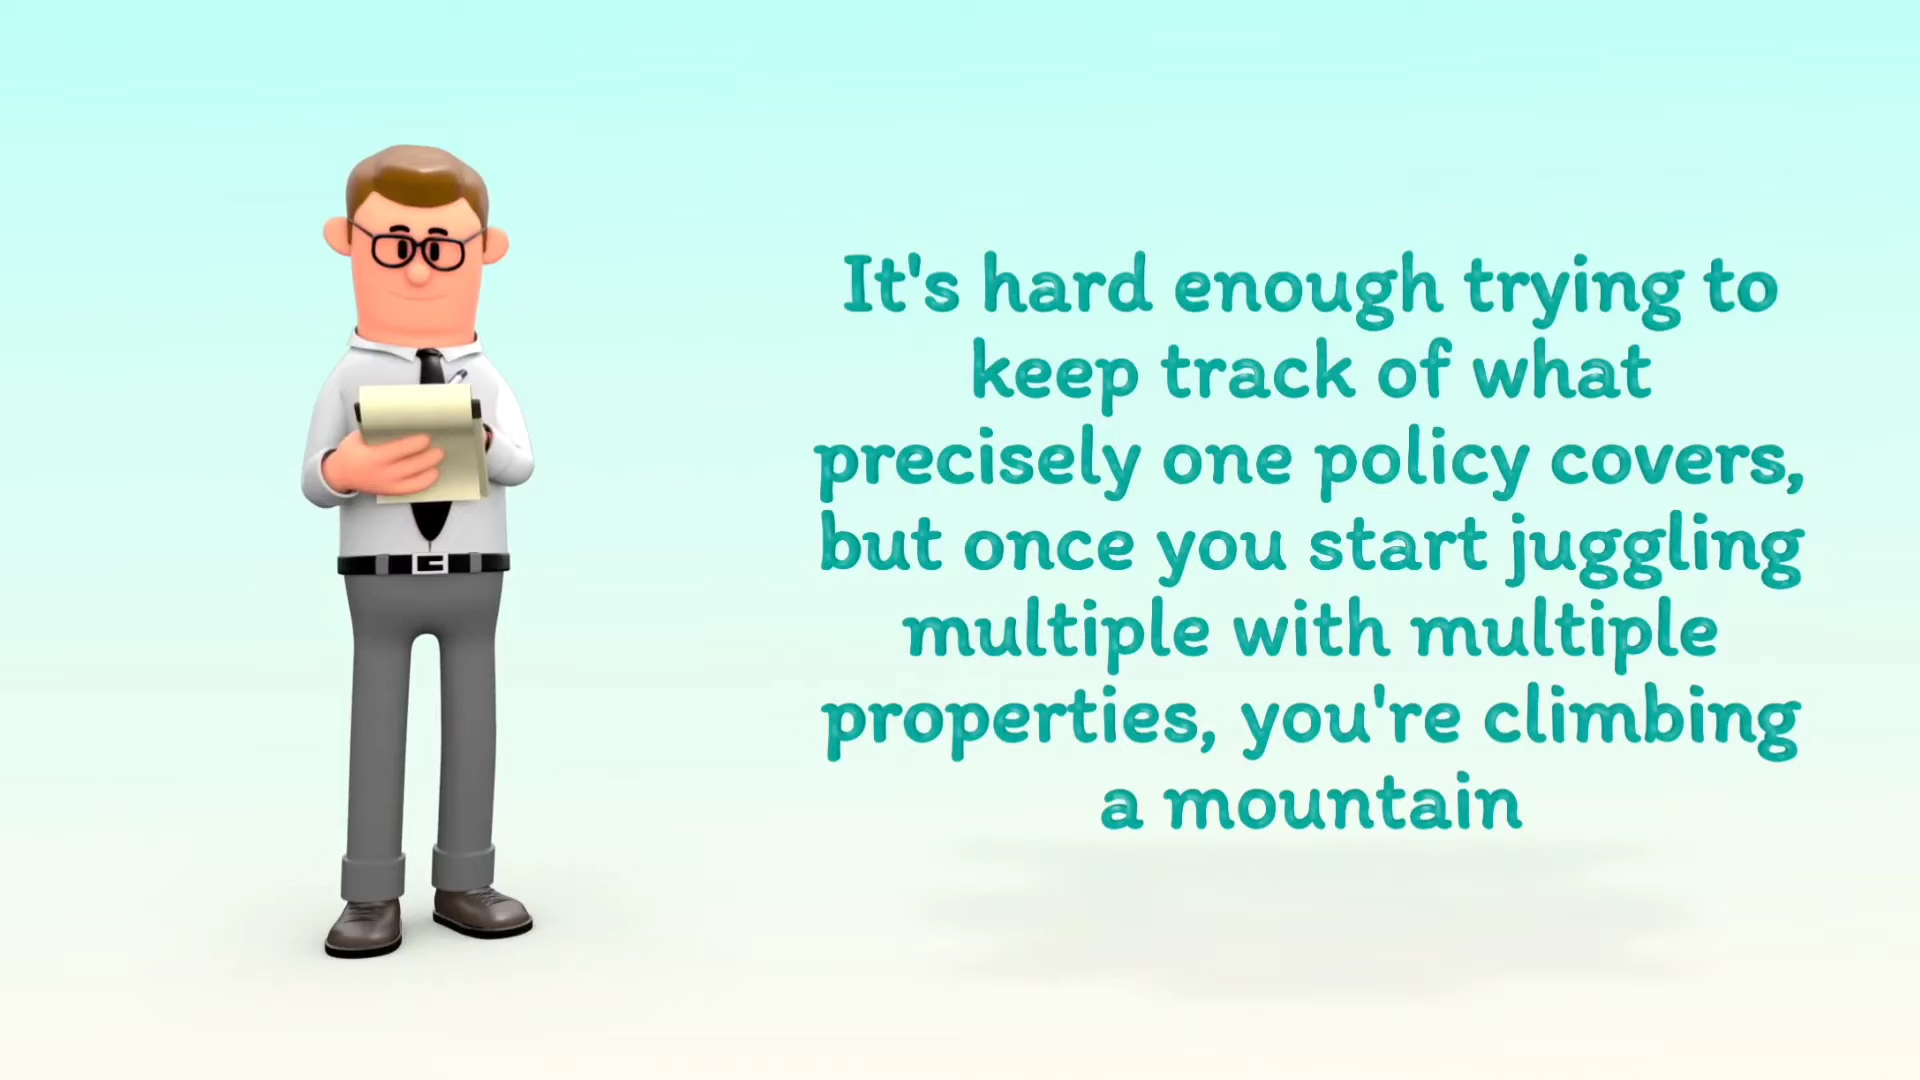 It's hard enough trying to
keep track of what
precisely one policy covers,
but once you start juggling
multiple with multiple
properties, you're climbing
a mountain